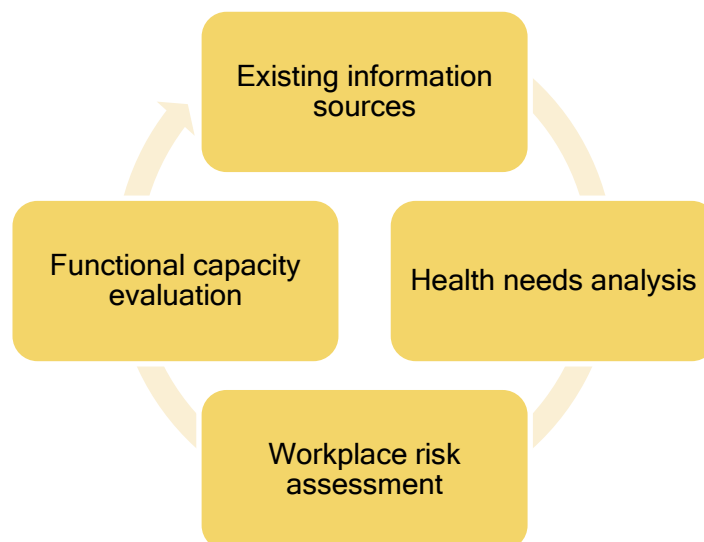 Existing information
sources
Health needs analysis
Workplace risk
assessment
Functional capacity
evaluation